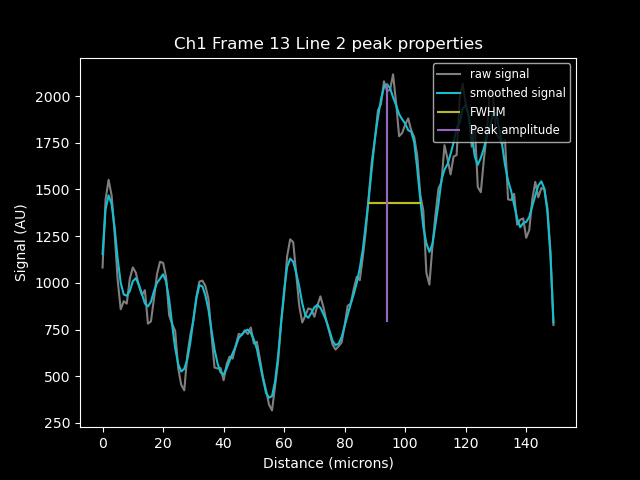 Ch1 Frame 13 Line 2 peak properties
raw signal
smoothed signal
FWHM
Peak amplitude
Signal (AU)
2000
1750
1500
1250
1000
750
500
250
0 20 40 60 80 100 120 140
Distance (microns)